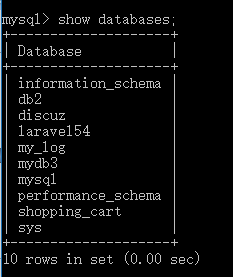 mysql> show databases;
+--------------------+
| Database           |
+--------------------+
| information_schema |
| db2                |
| discuz             |
| laravel54          |
| my_log             |
| mydb3              |
| mysql              |
| performance_schema |
| shopping_cart      |
| sys                |
+--------------------+
10 rows in set (0.00 sec)